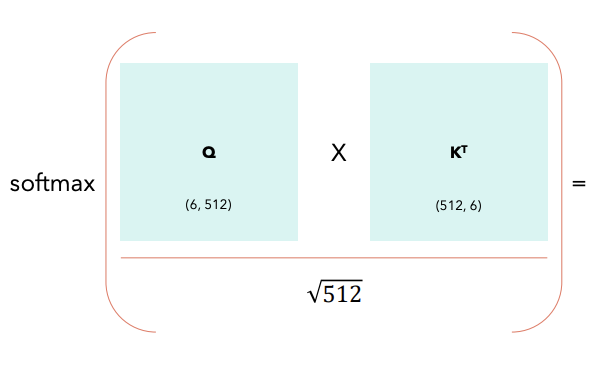 softmax
Q
(6, 512)
X
Kᵀ
(512, 6)
=
√512